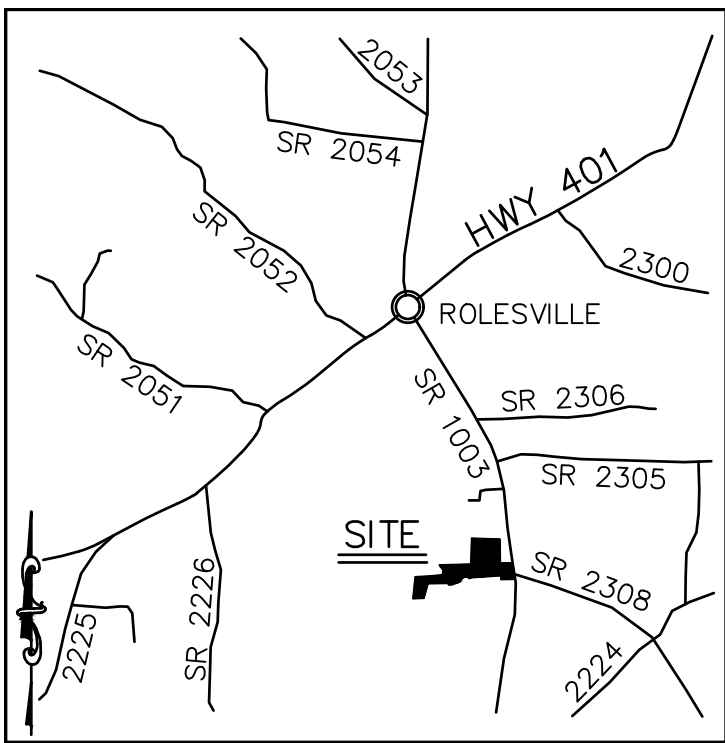 2053
SR 2054
HWY 401
SR 2052
2300
ROLESVILLE
SR 2051
SR 1003
SR 2306
SR 2305
SITE
SR 2308
SR 2226
2225
2224